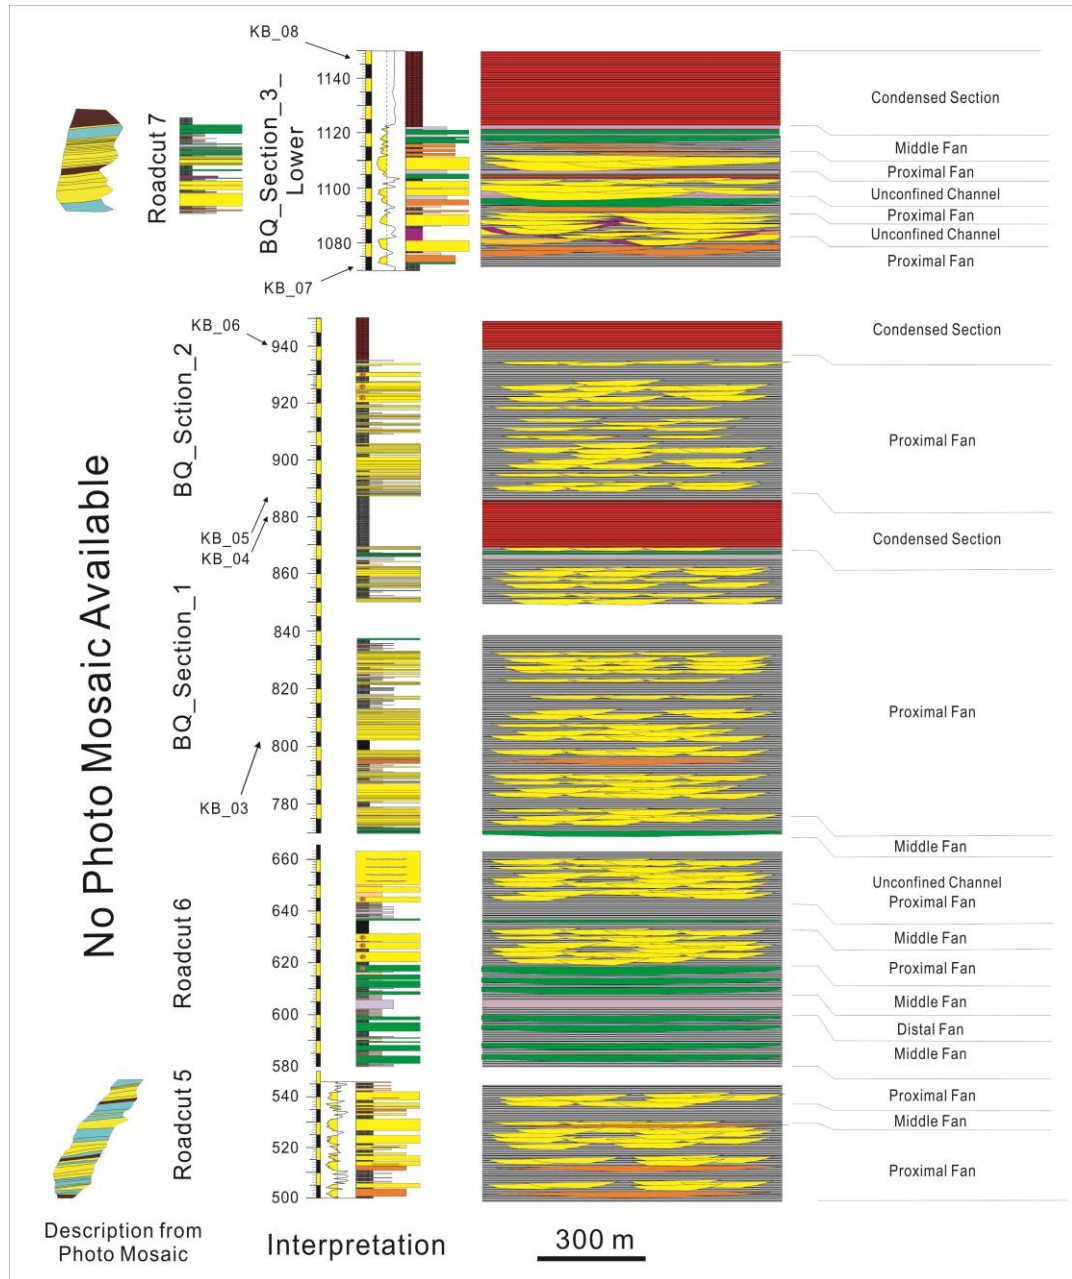 KB_08
1140
Condensed Section
Roadcut 7
BQ_Section_3_
Lower
1120
Middle Fan
Proximal Fan
1100
Unconfined Channel
Proximal Fan
Unconfined Channel
1080
Proximal Fan
KB_07
KB_06
940
Condensed Section
BQ_Sction_2
920
900
Proximal Fan
KB_05
880
KB_04
Condensed Section
860
No Photo Mosaic Available
BQ_Section_1
840
820
Proximal Fan
800
KB_03
780
Middle Fan
660
Unconfined Channel
Proximal Fan
Roadcut 6
640
Middle Fan
620
Proximal Fan
Middle Fan
600
Distal Fan
Middle Fan
580
Roadcut 5
540
Proximal Fan
Middle Fan
520
Proximal Fan
500
Description from
Photo Mosaic
Interpretation
300 m